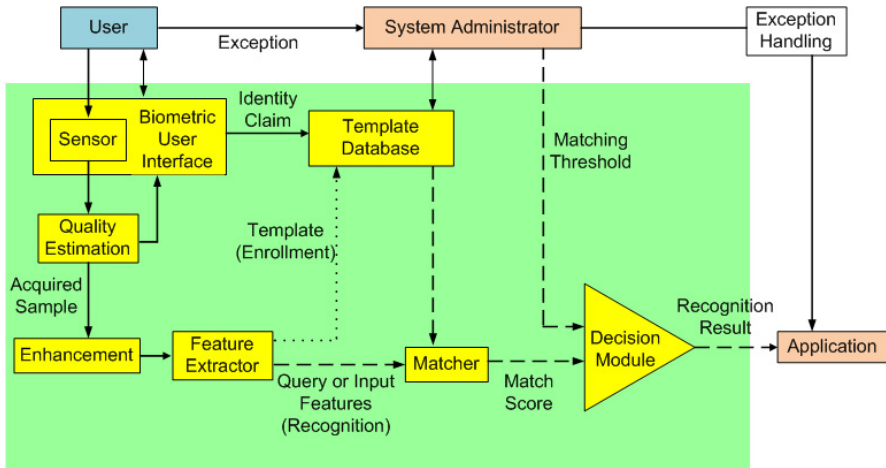 User
Exception
System Administrator
Exception
Handling
Sensor
Biometric
User
Interface
Identity
Claim
Template
Database
Matching
Threshold
Quality
Estimation
Template
(Enrollment)
Acquired
Sample
Enhancement
Feature
Extractor
Query or Input
Features
(Recognition)
Matcher
Match
Score
Decision
Module
Recognition
Result
Application